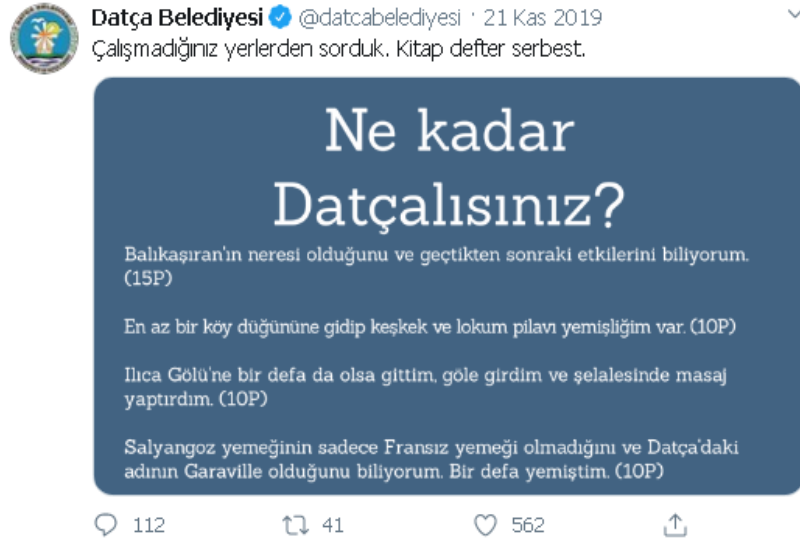 Datça Belediyesi @datcabelediyesi · 21 Kas 2019
Çalışmadığınız yerlerden sorduk. Kitap defter serbest.
Ne kadar
Datçalısınız?
Balıkaşıran'ın neresi olduğunu ve geçtikten sonraki etkilerini biliyorum.
(15P)
En az bir köy düğününe gidip keşkek ve lokum pilavı yemişliğim var. (10P)
Ilıca Gölü'ne bir defa da olsa gittim, göle girdim ve şelalesinde masaj
yaptırdım. (10P)
Salyangoz yemeğinin sadece Fransız yemeği olmadığını ve Datça'daki
adının Garaville olduğunu biliyorum. Bir defa yemiştim. (10P)
112 41 562